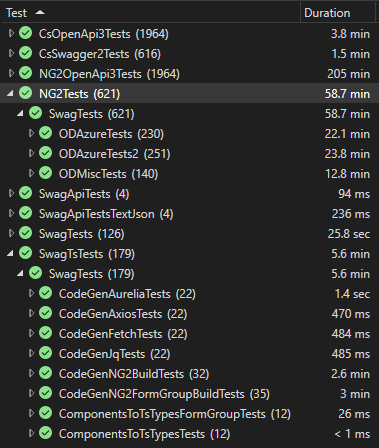 Test Duration
CsOpenApi3Tests (1964) 3.8 min
CsSwagger2Tests (616) 1.5 min
NG2OpenApi3Tests (1964) 205 min
NG2Tests (621) 58.7 min
SwagTests (621) 58.7 min
ODAzureTests (230) 22.1 min
ODAzureTests2 (251) 23.8 min
ODMiscTests (140) 12.8 min
SwagApiTests (4) 94 ms
SwagApiTestsTextJson (4) 236 ms
SwagTests (126) 25.8 sec
SwagTsTests (179) 5.6 min
SwagTests (179) 5.6 min
CodeGenAureliaTests (22) 1.4 sec
CodeGenAxiosTests (22) 470 ms
CodeGenFetchTests (22) 484 ms
CodeGenJqTests (22) 485 ms
CodeGenNG2BuildTests (32) 2.6 min
CodeGenNG2FormGroupBuildTests (35) 3 min
ComponentsToTsTypesFormGroupTests (12) 26 ms
ComponentsToTsTypesTests (12) < 1 ms